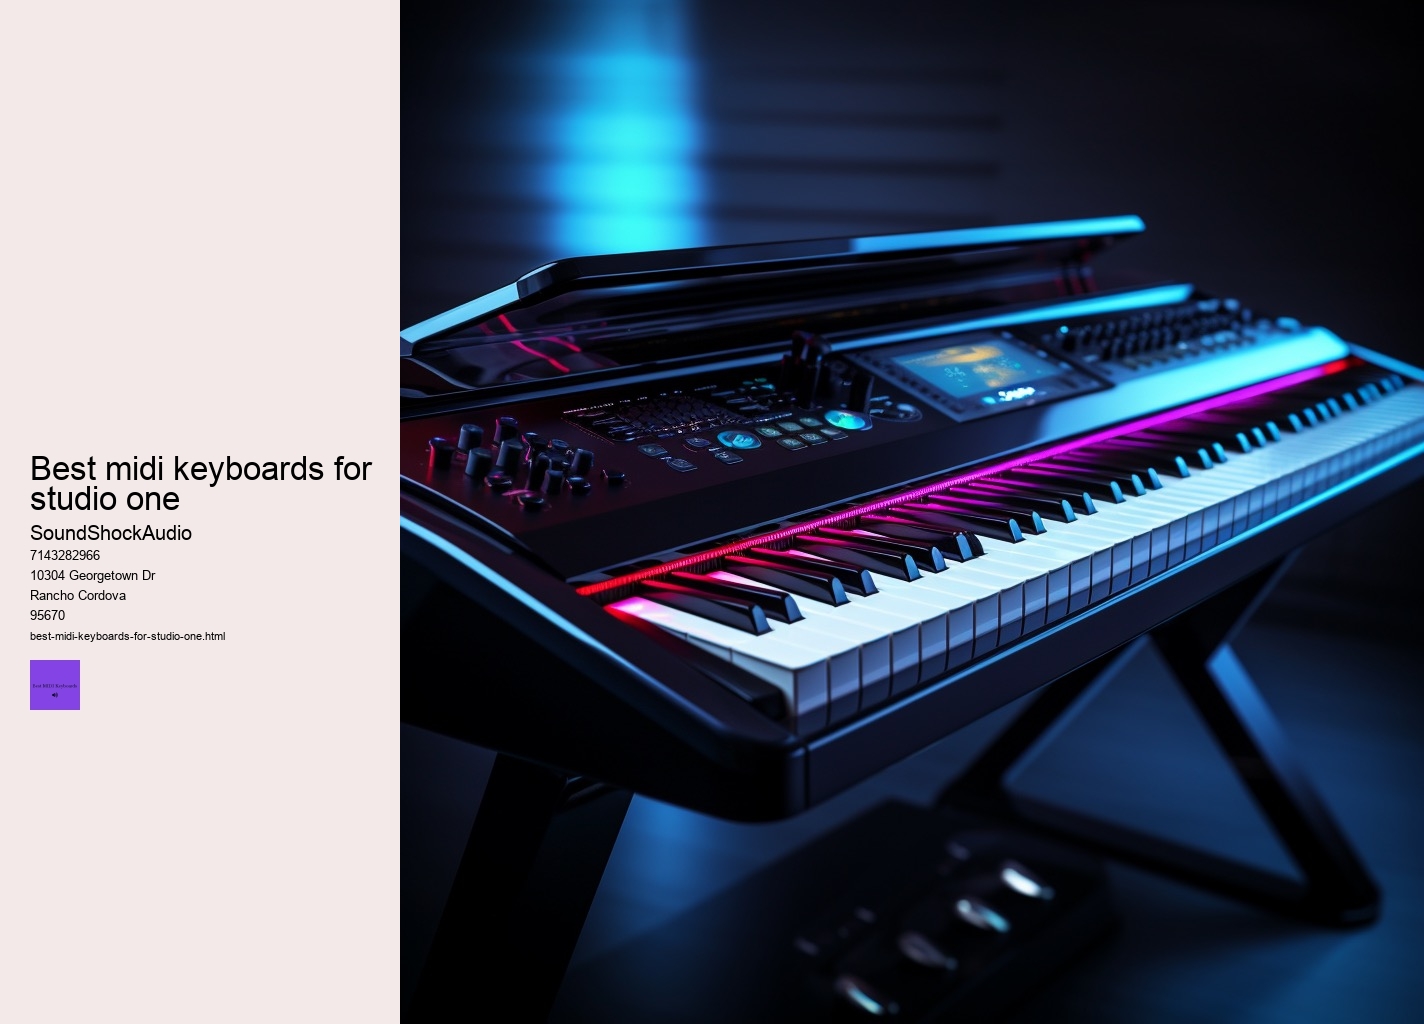 Best midi keyboards for
studio one
SoundShockAudio
7143282966
10304 Georgetown Dr
Rancho Cordova
95670
best-midi-keyboards-for-studio-one.html
Best MIDI Keyboards